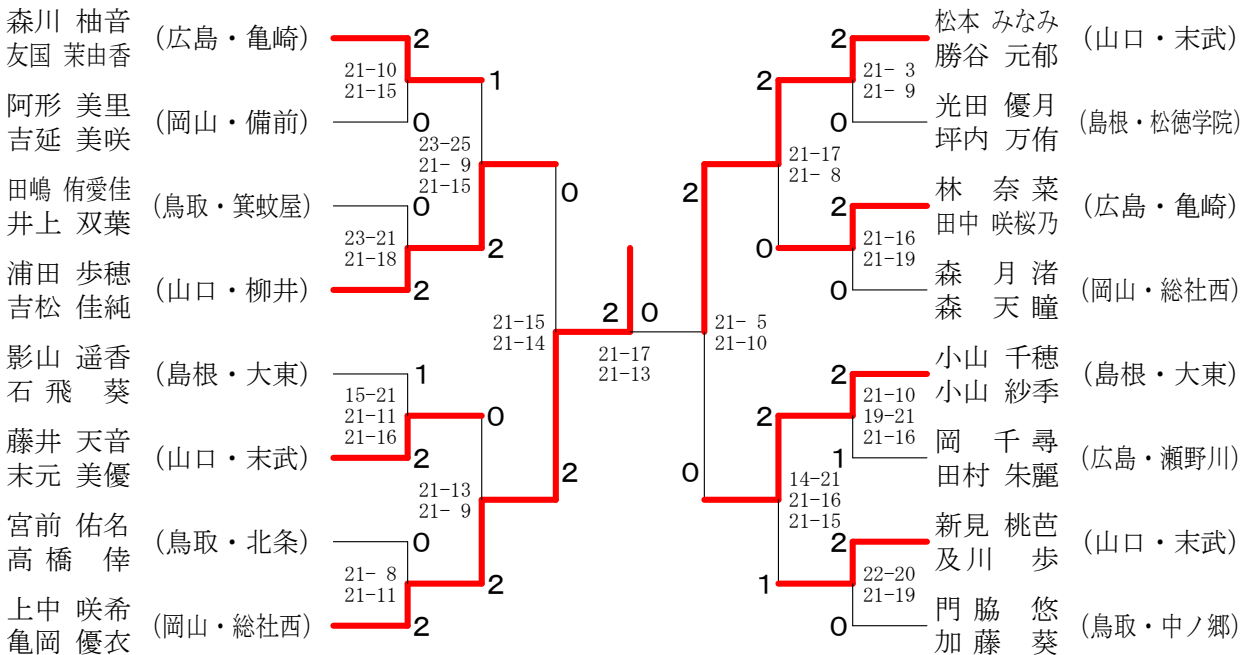 森川 柚音
友国 茉由香
(広島・亀崎)
2
21-10
21-15
1
阿形 美里
吉延 美咲
(岡山・備前)
0
23-25
21- 9
21-15
0
田嶋 侑愛佳
井上 双葉
(鳥取・箕蚊屋)
0
23-21
21-18
2
浦田 歩穂
吉松 佳純
(山口・柳井)
2
21-15
21-14
影山 遥香
石飛 葵
(島根・大東)
1
15-21
21-11
21-16
0
藤井 天音
末元 美優
(山口・末武)
2
21-13
21- 9
2
宮前 佑名
高橋 倖
(鳥取・北条)
0
21- 8
21-11
2
上中 咲希
亀岡 優衣
(岡山・総社西)
2
2 0
21-17
21-13
松本 みなみ
勝谷 元郁
(山口・末武)
2
21- 3
21- 9
2
光田 優月
坪内 万侑
(島根・松徳学院)
0
21-17
21- 8
2
林 奈菜
田中 咲桜乃
(広島・亀崎)
2
21-16
21-19
0
森 月渚
森 天瞳
(岡山・総社西)
0
21- 5
21-10
小山 千穂
小山 紗季
(島根・大東)
2
21-10
19-21
21-16
2
岡 千尋
田村 朱麗
(広島・瀬野川)
1
14-21
21-16
21-15
0
新見 桃芭
及川 歩
(山口・末武)
2
22-20
21-19
1
門脇 悠
加藤 葵
(鳥取・中ノ郷)
0